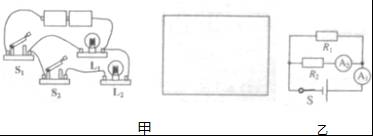 S₁
L₁
S₂
L₂
R₁
R₂
A₂
A₁
S
甲
乙